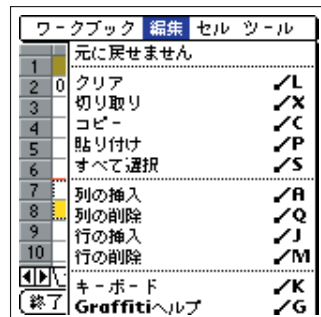 ワークブック 編集 セル ツール
元に戻せません
1
2 0 クリア ／L
3 切り取り ／X
4 コピー ／C
5 貼り付け ／P
6 すべて選択 ／S
7 列の挿入 ／A
8 列の削除 ／Q
9 行の挿入 ／J
10 行の削除 ／M
キーボード ／K
終了 Graffitiヘルプ ／G